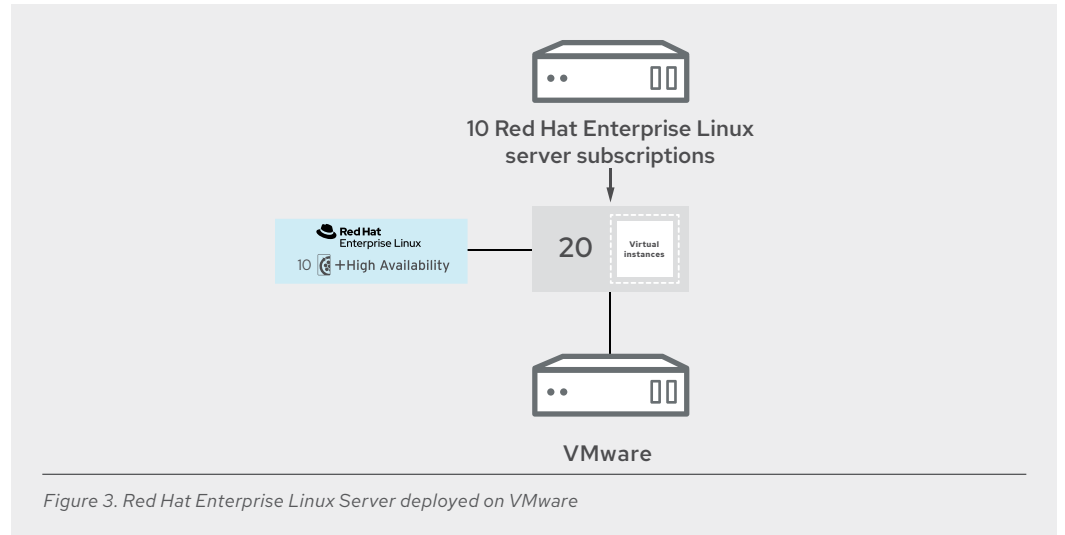 10 Red Hat Enterprise Linux
server subscriptions
Red Hat
Enterprise Linux
10 +High Availability
20
Virtual
instances
VMware
Figure 3. Red Hat Enterprise Linux Server deployed on VMware